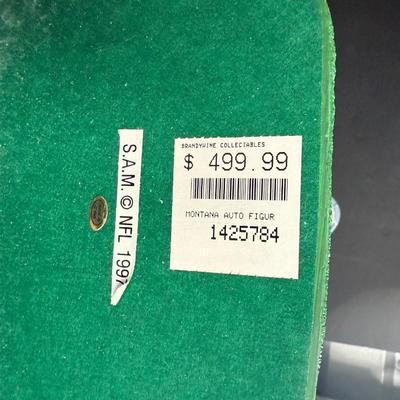 BRANDYWINE COLLECTABLES
$ 499.99
MONTANA AUTO FIGUR
1425784
S.A.M. © NFL 1997